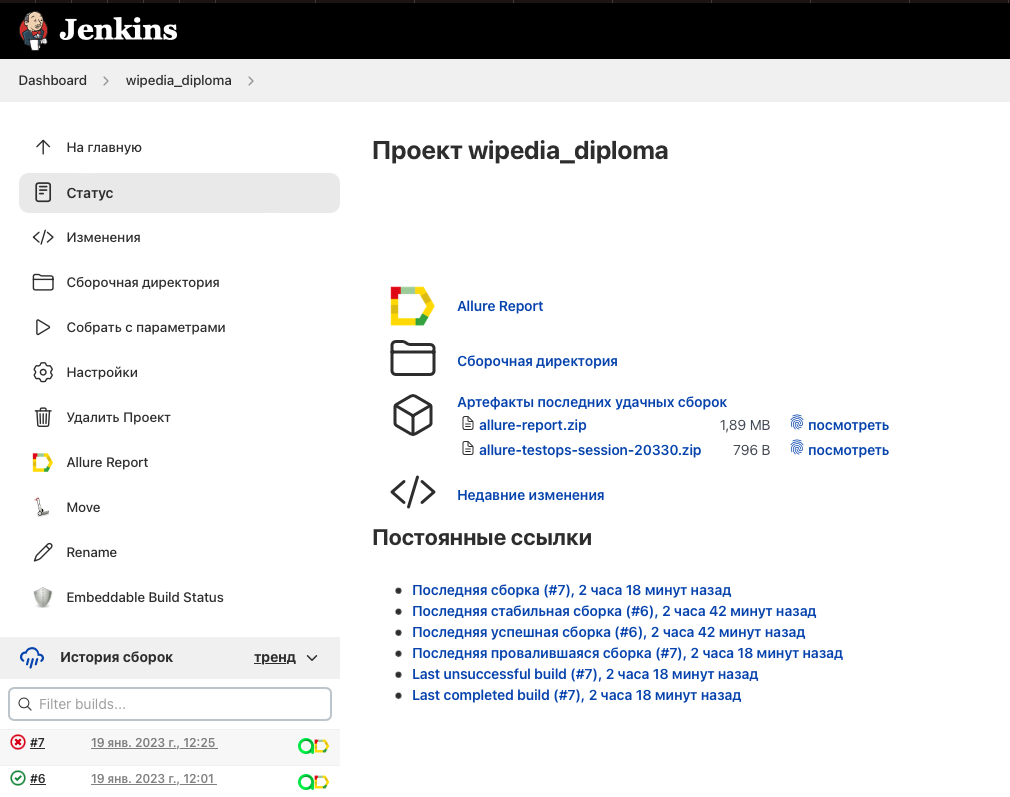 Jenkins
Dashboard
wipedia_diploma
На главную
Статус
Изменения
Сборочная директория
Собрать с параметрами
Настройки
Удалить Проект
Allure Report
Move
Rename
Embeddable Build Status
История сборок тренд
Filter builds...
#7 19 янв. 2023 г., 12:25
#6 19 янв. 2023 г., 12:01
Проект wipedia_diploma
Allure Report
Сборочная директория
Артефакты последних удачных сборок
allure-report.zip 1,89 MB посмотреть
allure-testops-session-20330.zip 796 B посмотреть
Недавние изменения
Постоянные ссылки
Последняя сборка (#7), 2 часа 18 минут назад
Последняя стабильная сборка (#6), 2 часа 42 минут назад
Последняя успешная сборка (#6), 2 часа 42 минут назад
Последняя провалившаяся сборка (#7), 2 часа 18 минут назад
Last unsuccessful build (#7), 2 часа 18 минут назад
Last completed build (#7), 2 часа 18 минут назад